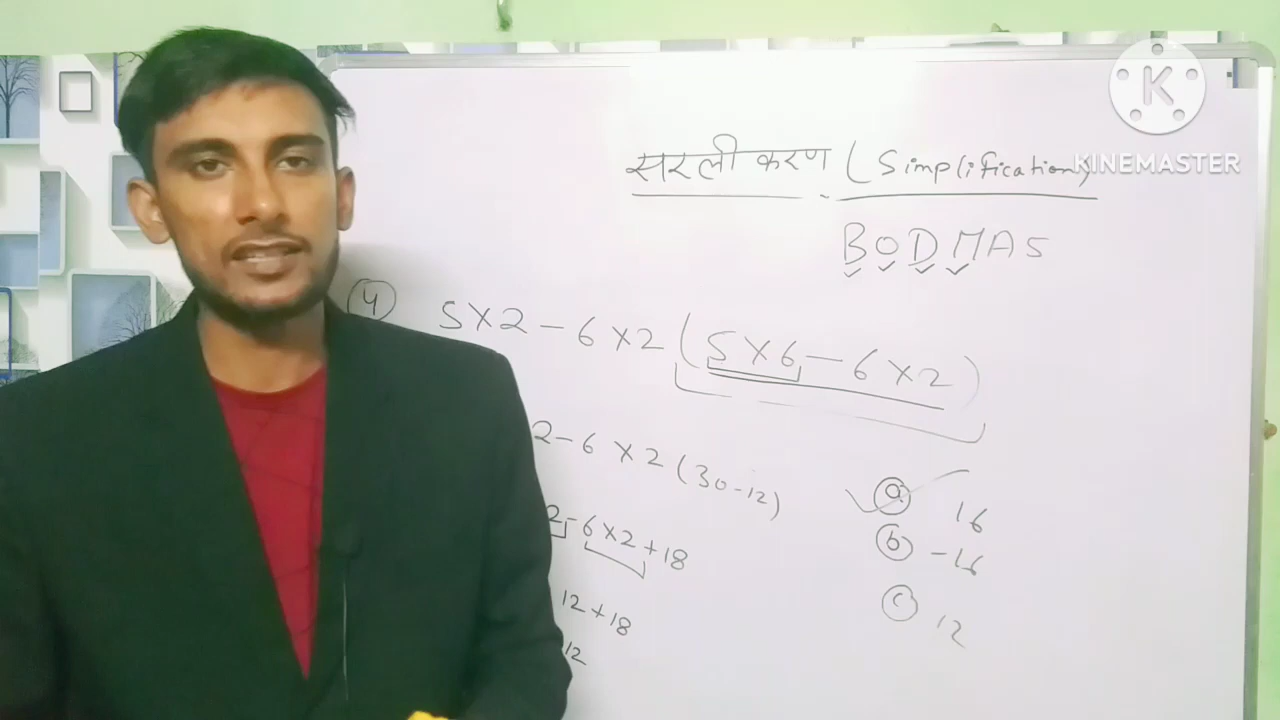 K
KINEMASTER
सरलीकरण (Simplification)
BODMAS
4 5×2-6×2(5×6-6×2)
2-6×2(30-12)
2-6×2+18
12+18
12
a 16
b -16
c 12